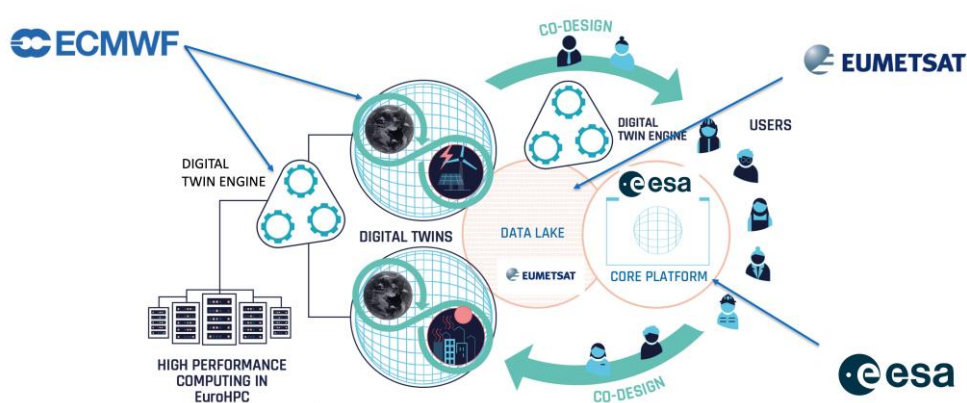 ECMWF
CO-DESIGN
EUMETSAT
DIGITAL
TWIN ENGINE
USERS
DIGITAL
TWIN ENGINE
esa
DIGITAL TWINS
DATA LAKE
EUMETSAT
CORE PLATFORM
HIGH PERFORMANCE
COMPUTING IN
EuroHPC
CO-DESIGN
esa